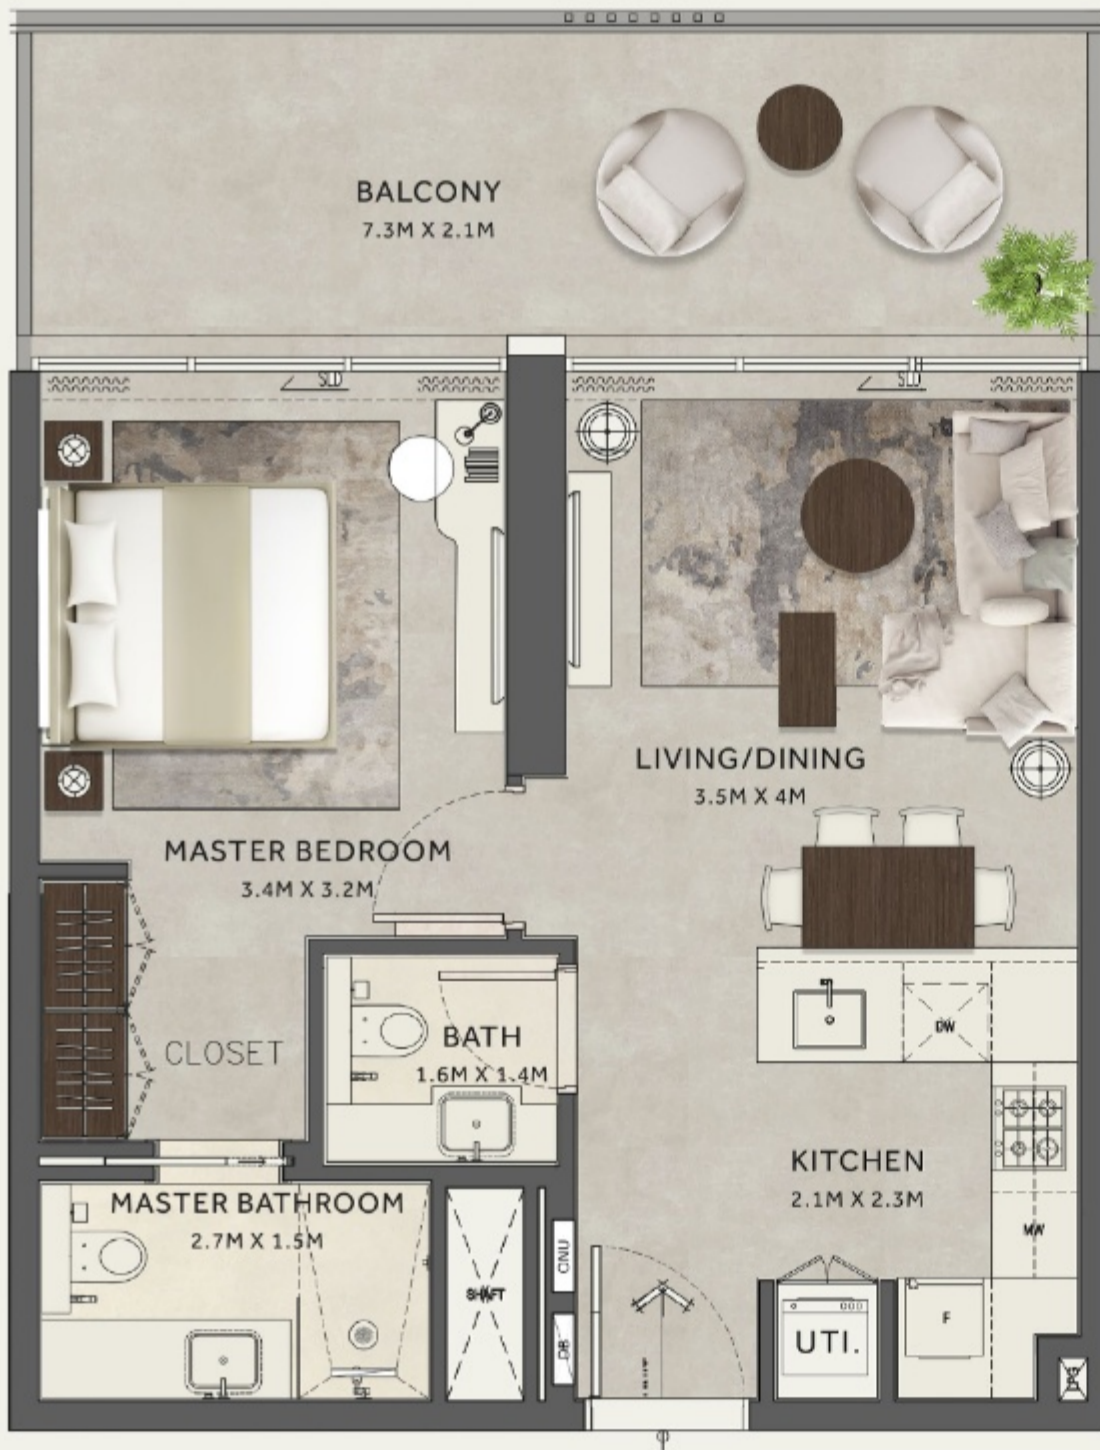 BALCONY
7.3M X 2.1M
SLD
SLD
LIVING/DINING
3.5M X 4M
MASTER BEDROOM
3.4M X 3.2M
CLOSET
BATH
1.6M X 1.4M
DW
KITCHEN
2.1M X 2.3M
MASTER BATHROOM
2.7M X 1.5M
MW
SHAFT
ONU
DB
UTI.
F
LPG